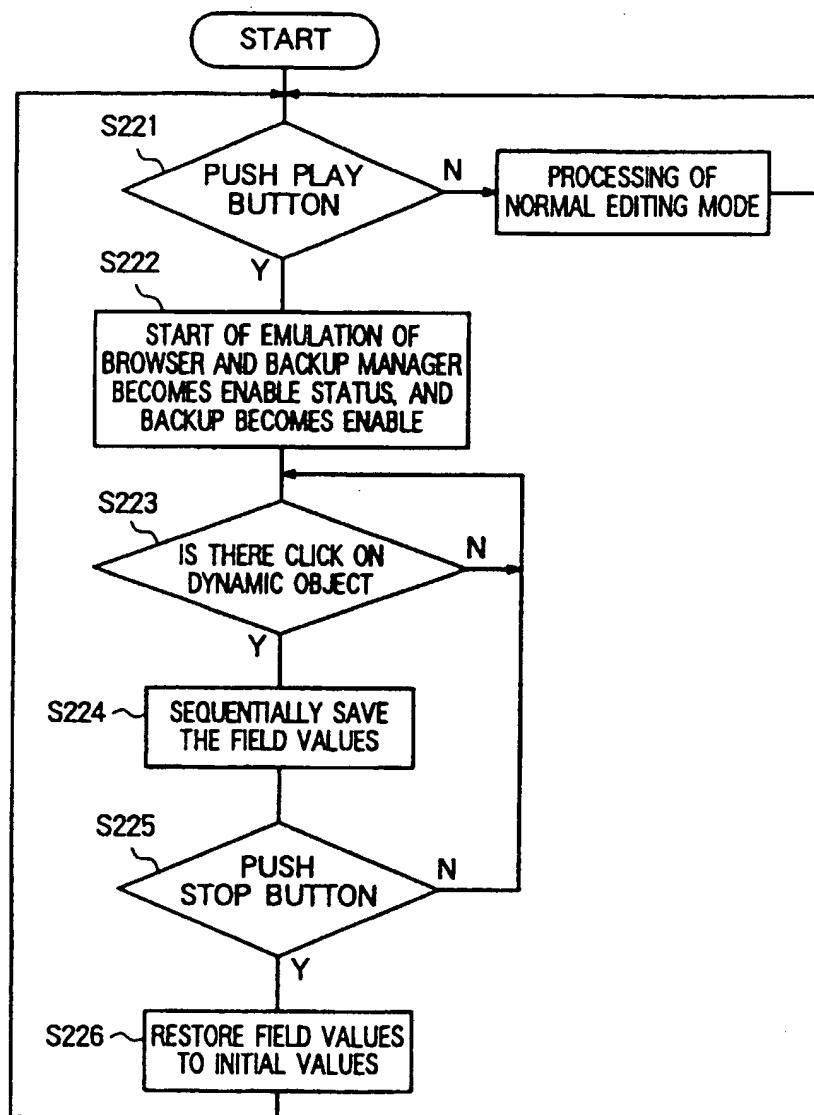 START
S221
PUSH PLAY
BUTTON
N
PROCESSING OF
NORMAL EDITING MODE
Y
S222
START OF EMULATION OF
BROWSER AND BACKUP MANAGER
BECOMES ENABLE STATUS, AND
BACKUP BECOMES ENABLE
S223
IS THERE CLICK ON
DYNAMIC OBJECT
N
Y
S224
SEQUENTIALLY SAVE
THE FIELD VALUES
S225
PUSH
STOP BUTTON
N
Y
S226
RESTORE FIELD VALUES
TO INITIAL VALUES